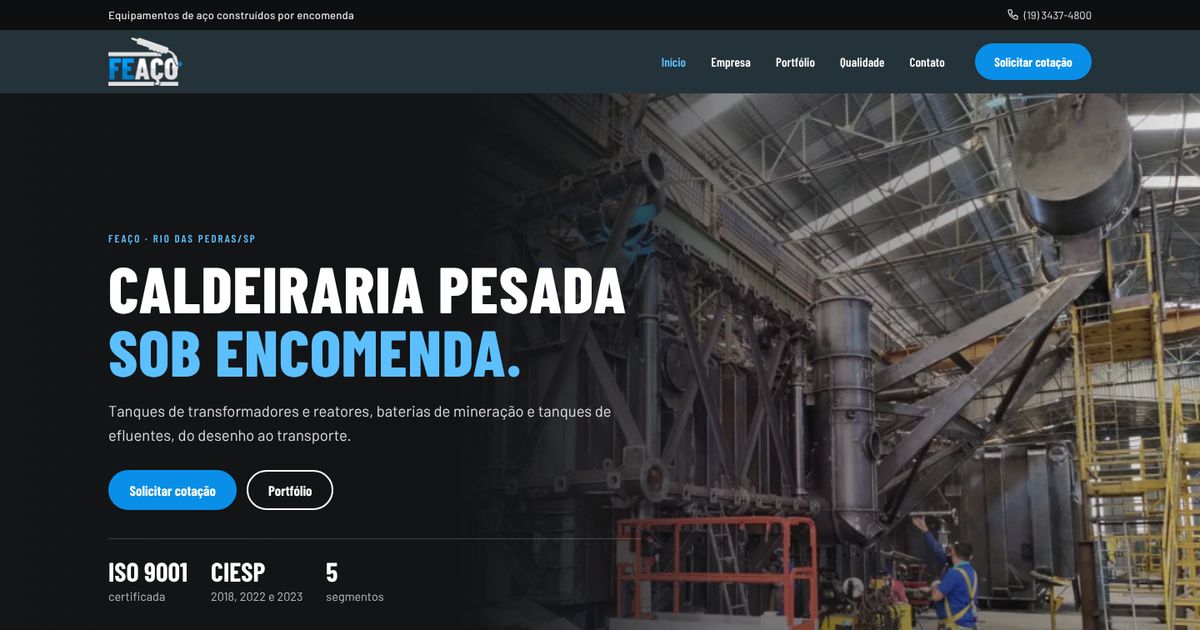 Equipamentos de aço construídos por encomenda
(19) 3437-4800
FEAÇO
Início
Empresa
Portfólio
Qualidade
Contato
Solicitar cotação
FEAÇO · RIO DAS PEDRAS/SP
CALDEIRARIA PESADA
SOB ENCOMENDA.
Tanques de transformadores e reatores, baterias de mineração e tanques de
efluentes, do desenho ao transporte.
Solicitar cotação
Portfólio
ISO 9001
certificada
CIESP
2018, 2022 e 2023
5
segmentos